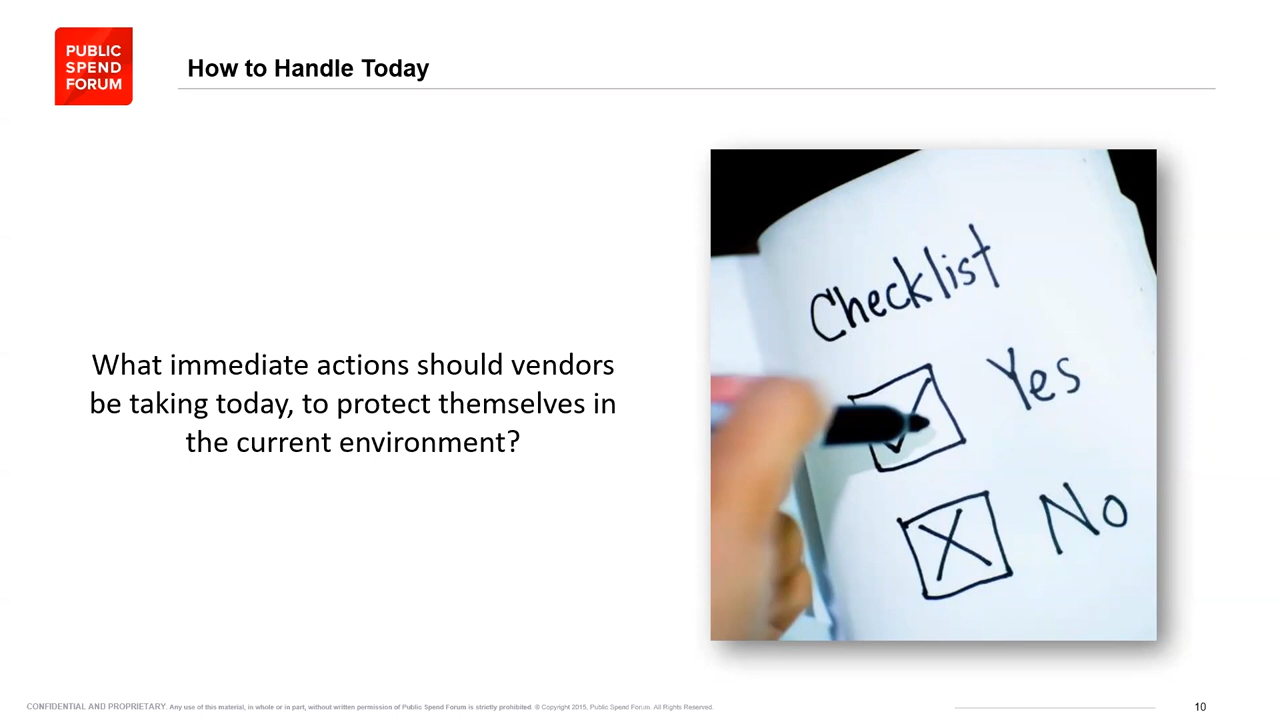 PUBLIC
SPEND
FORUM
How to Handle Today
What immediate actions should vendors
be taking today, to protect themselves in
the current environment?
Checklist
Yes
No
CONFIDENTIAL AND PROPRIETARY. Any use of this material, in whole or in part, without written permission of Public Spend Forum is strictly prohibited. © Copyright 2015, Public Spend Forum. All Rights Reserved.
10